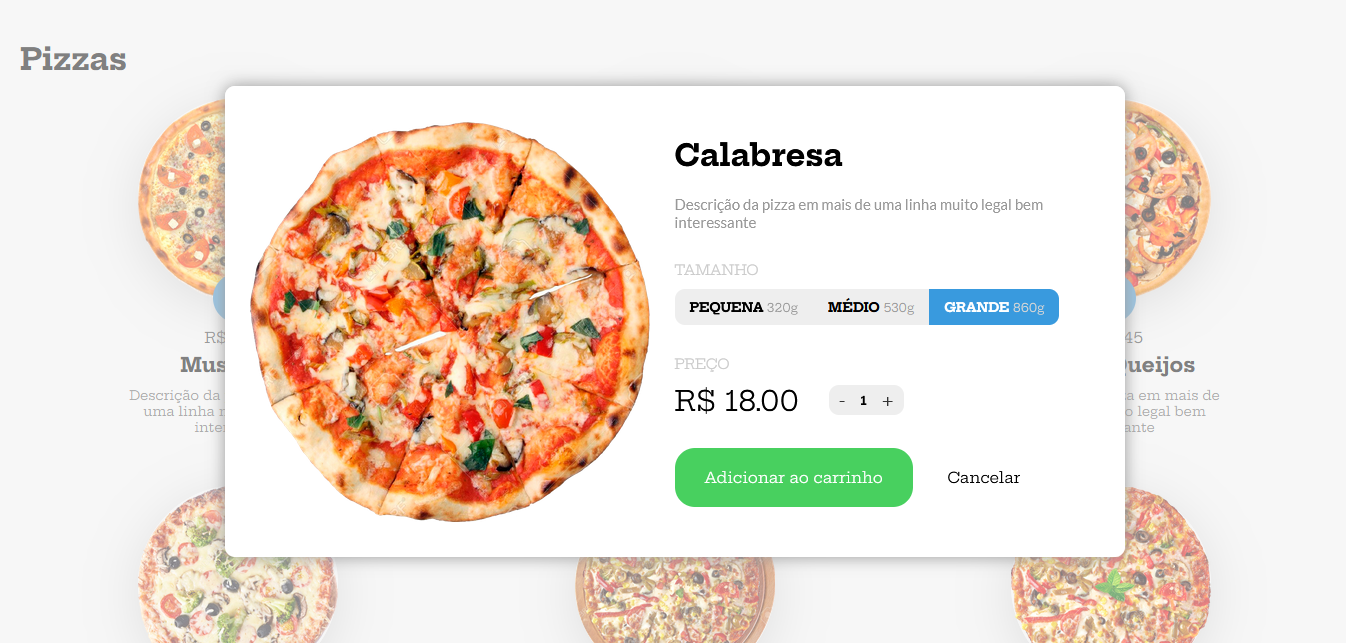 Pizzas
Calabresa
Descrição da pizza em mais de uma linha muito legal bem
interessante
TAMANHO
PEQUENA 320g MÉDIO 530g GRANDE 860g
PREÇO
R$ 18.00 - 1 +
Adicionar ao carrinho Cancelar
R$
Mus
Descrição da
uma linha
inte
45
ueijos
em mais de
legal bem
ante